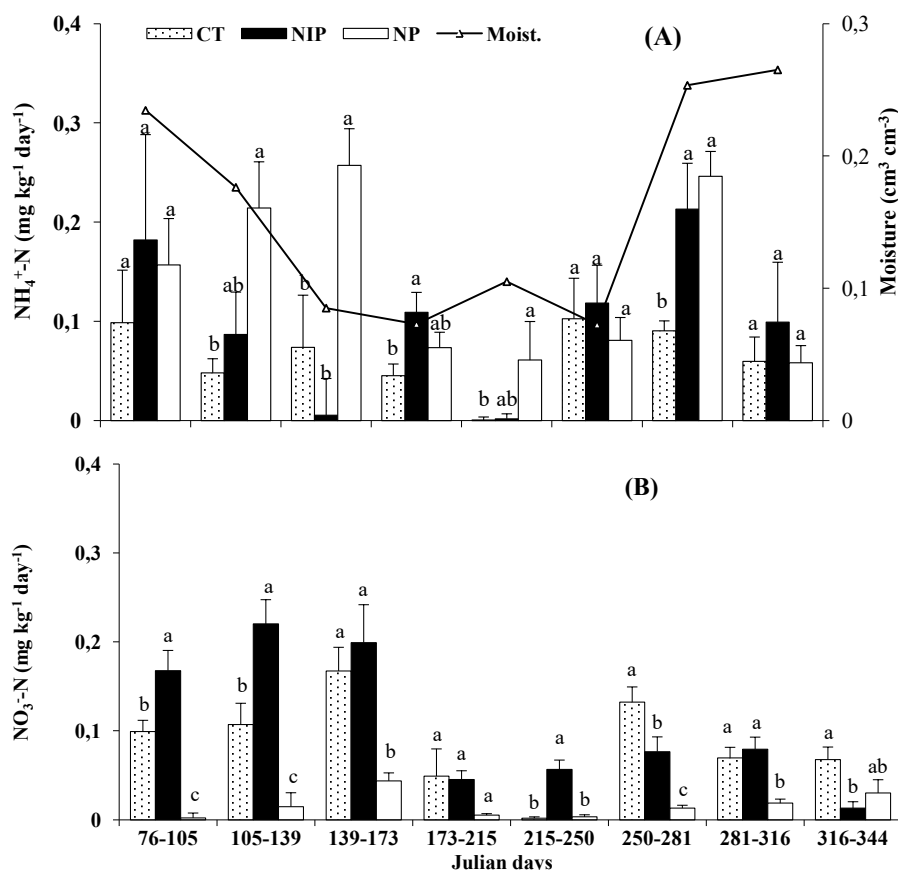 0,4 0,3
CT NIP NP Moist. (A)
0,3
a a a a a a
a a 0,2
0,2 a a
NH₄⁺-N (mg kg⁻¹ day⁻¹) Moisture (cm³ cm⁻³)
a ab b a a a b a
0,1 b b ab a a a 0,1
b b ab
0 0
0,4
(B)
0,3
a a
0,2 a a a
NO₃⁻-N (mg kg⁻¹ day⁻¹)
b b
0,1 a a a b a a a
b a b ab
0 c c a b b c b
76-105 105-139 139-173 173-215 215-250 250-281 281-316 316-344
Julian days